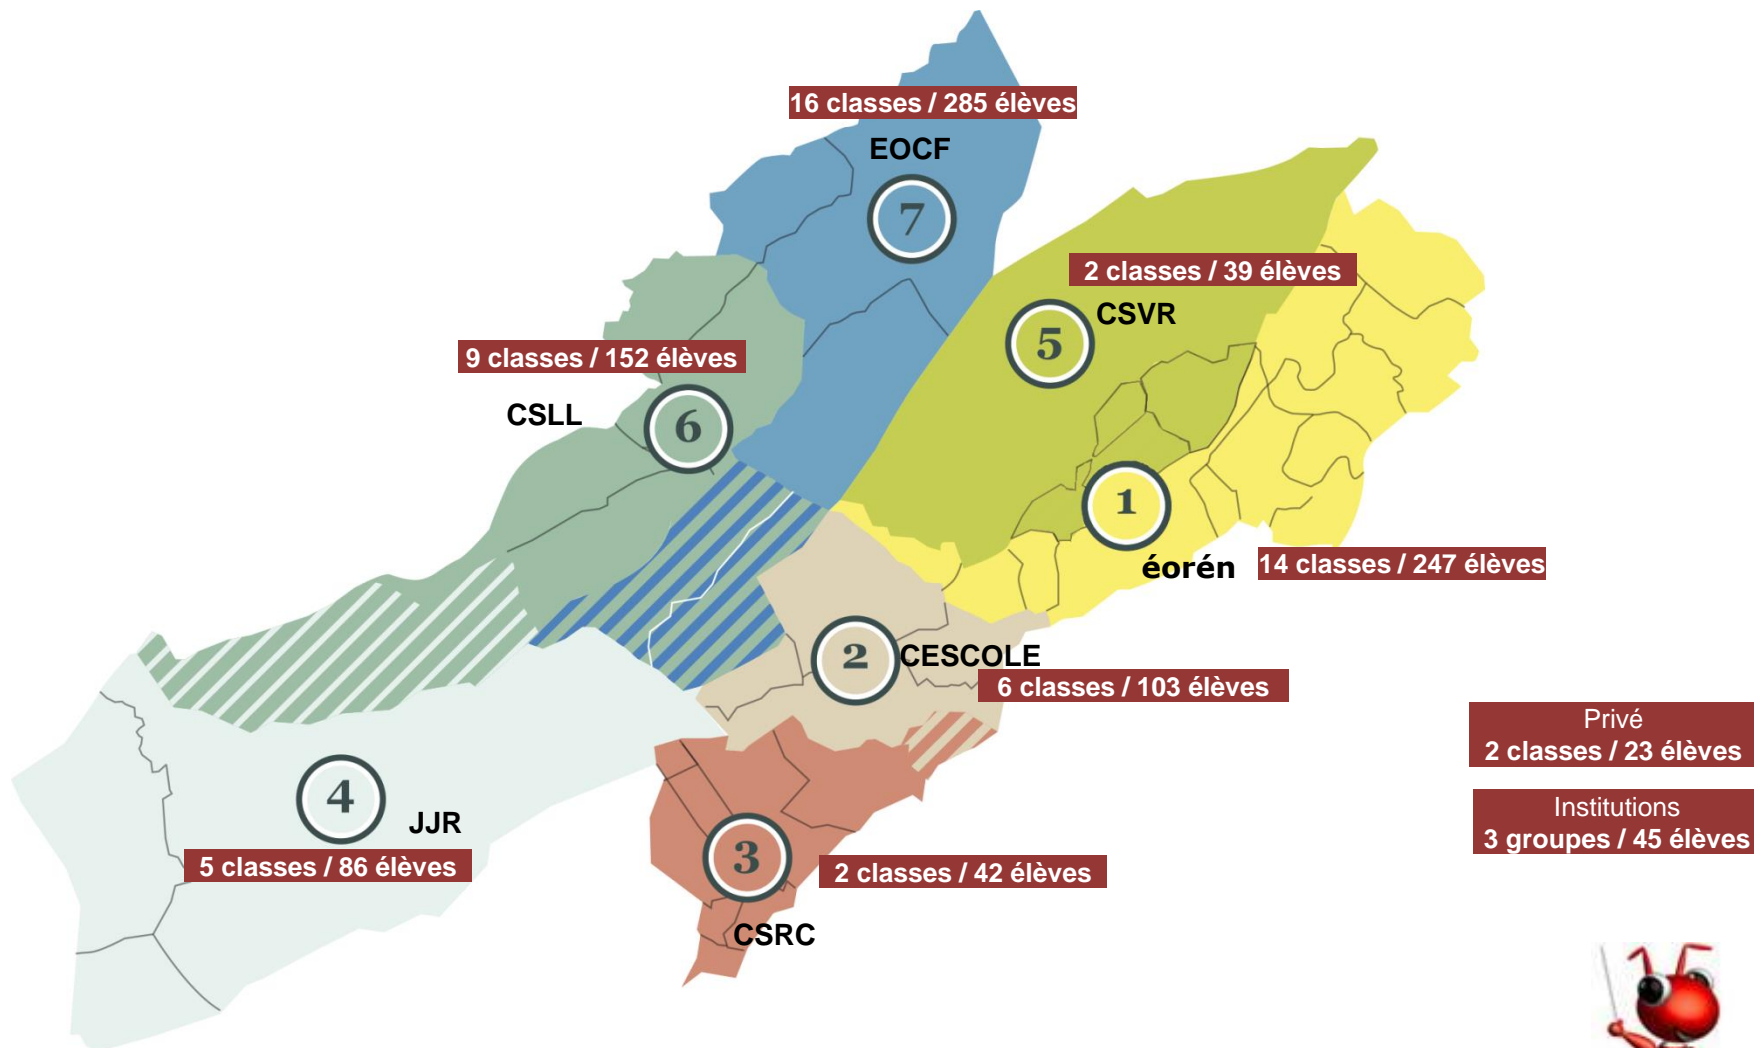 16 classes / 285 élèves
EOCF
7
2 classes / 39 élèves
CSVR
5
9 classes / 152 élèves
CSLL
6
1
éorén
14 classes / 247 élèves
2
CESCOLE
6 classes / 103 élèves
Privé
2 classes / 23 élèves
Institutions
3 groupes / 45 élèves
4
JJR
5 classes / 86 élèves
3
2 classes / 42 élèves
CSRC